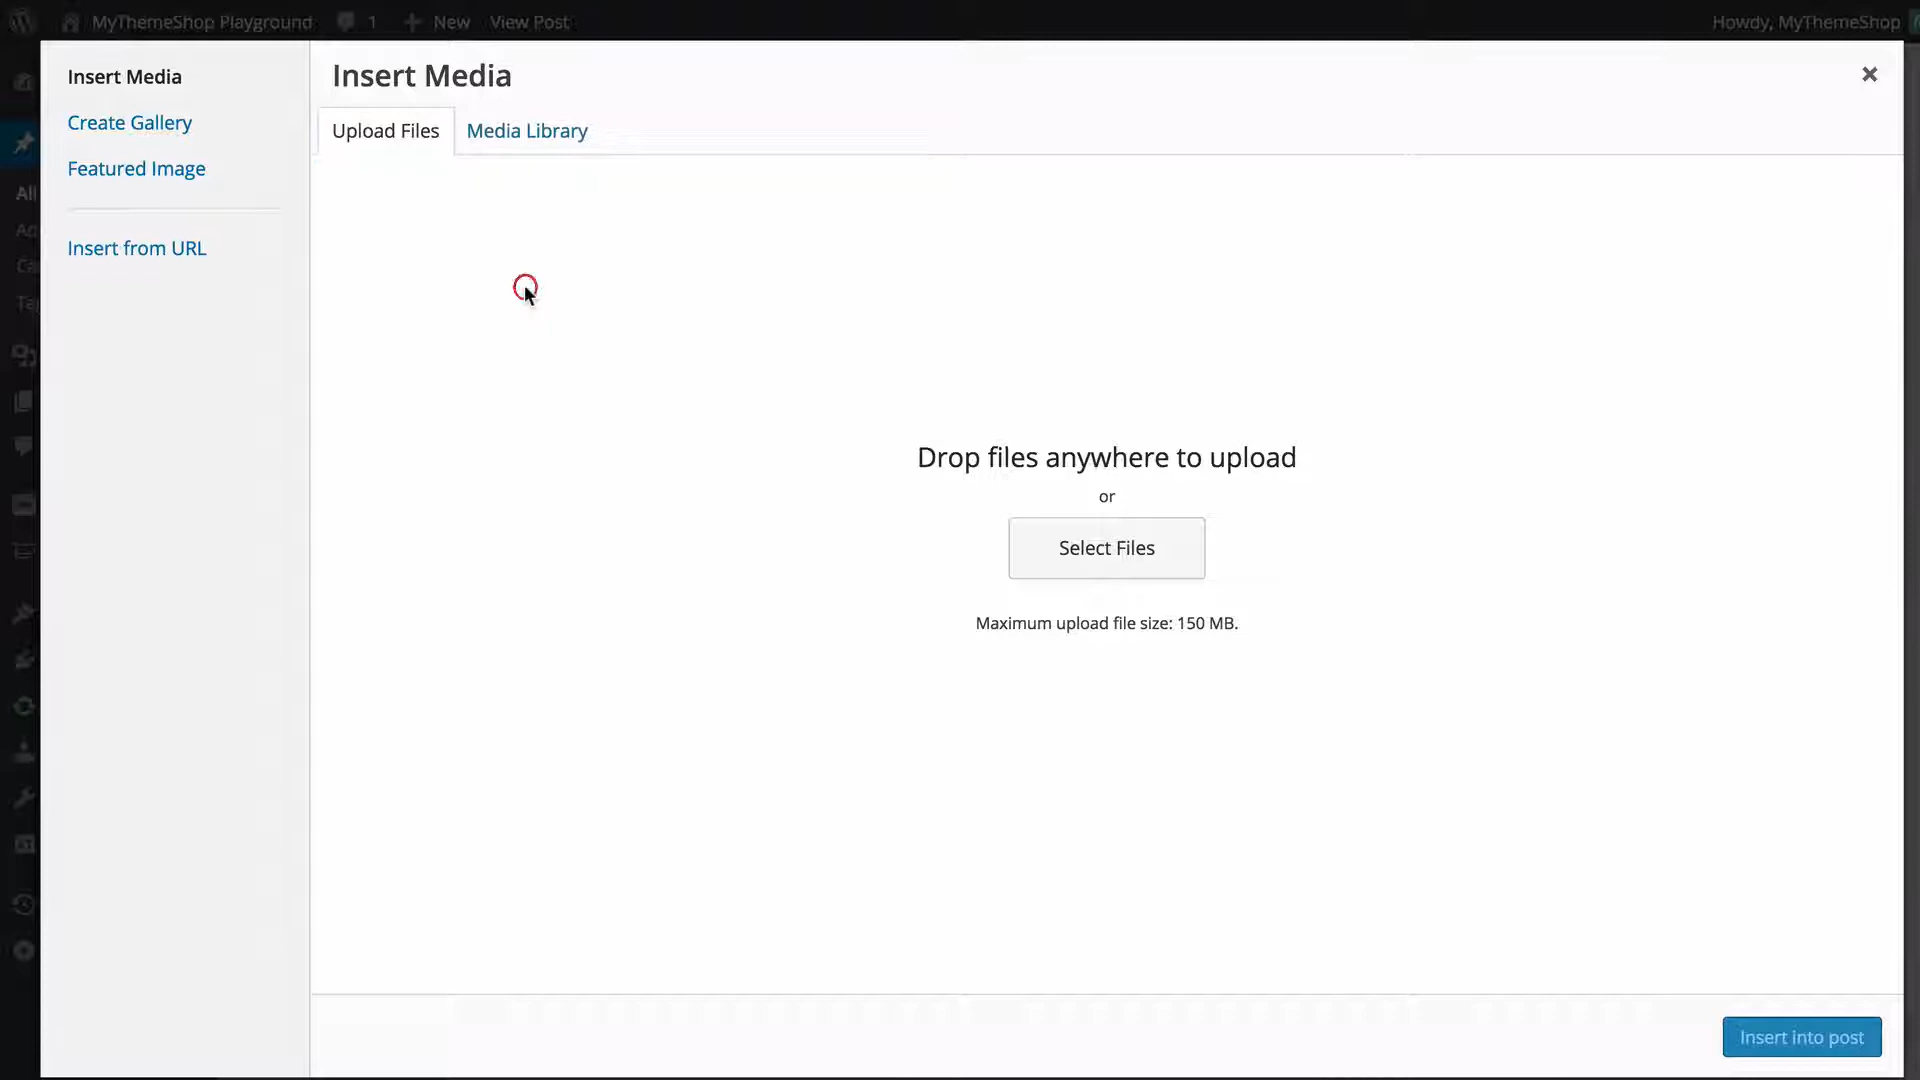 MyThemeShop Playground 1 New View Post Howdy, MyThemeShop
Insert Media
Create Gallery
Featured Image
Insert from URL
Insert Media
Upload Files Media Library
Drop files anywhere to upload
or
Select Files
Maximum upload file size: 150 MB.
Insert into post
All